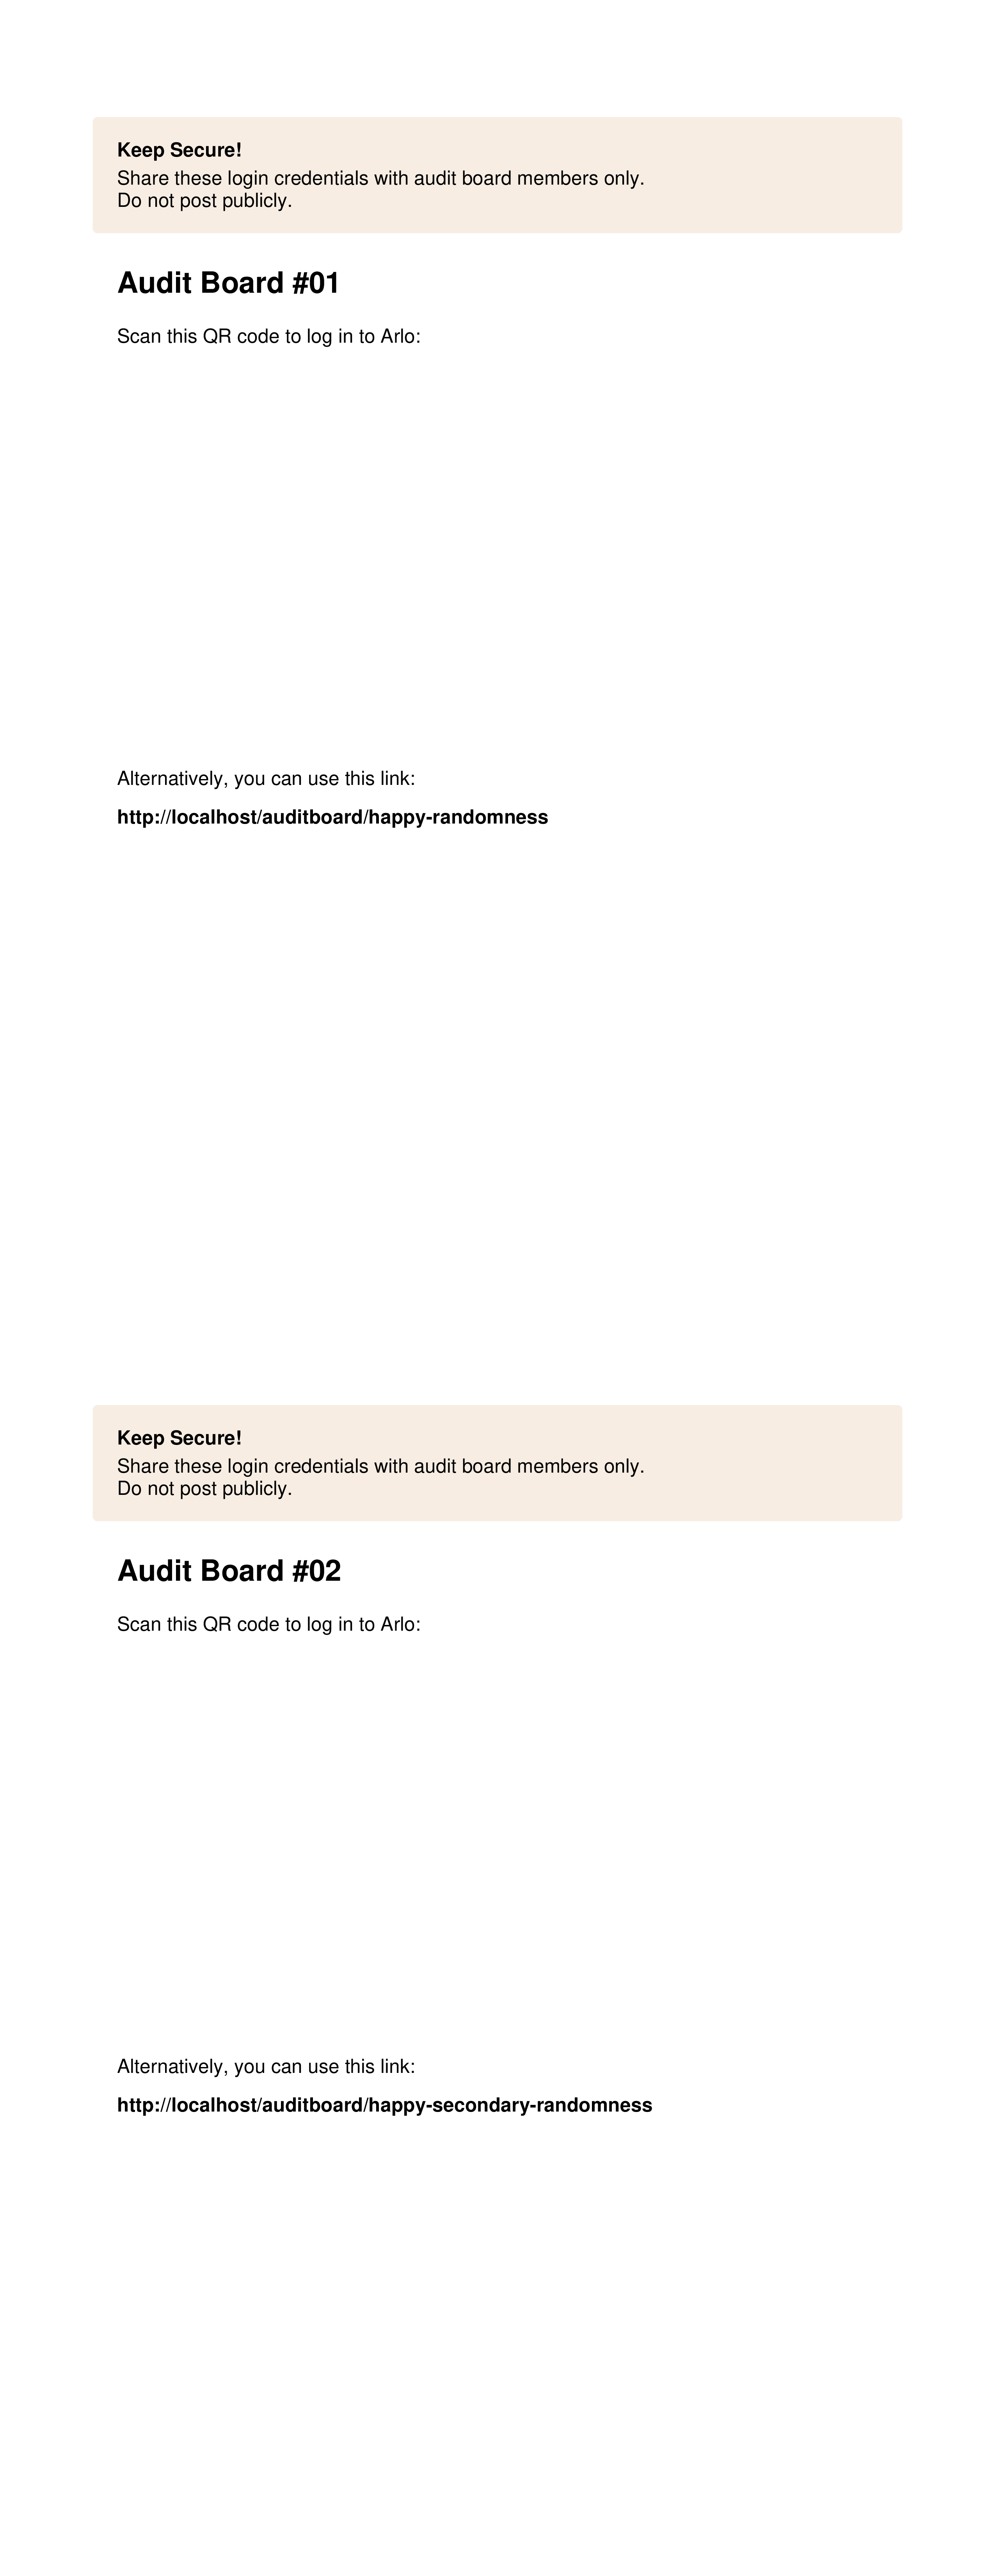 Keep Secure!
Share these login credentials with audit board members only.
Do not post publicly.
Audit Board #01
Scan this QR code to log in to Arlo:
Alternatively, you can use this link:
http://localhost/auditboard/happy-randomness
Keep Secure!
Share these login credentials with audit board members only.
Do not post publicly.
Audit Board #02
Scan this QR code to log in to Arlo:
Alternatively, you can use this link:
http://localhost/auditboard/happy-secondary-randomness